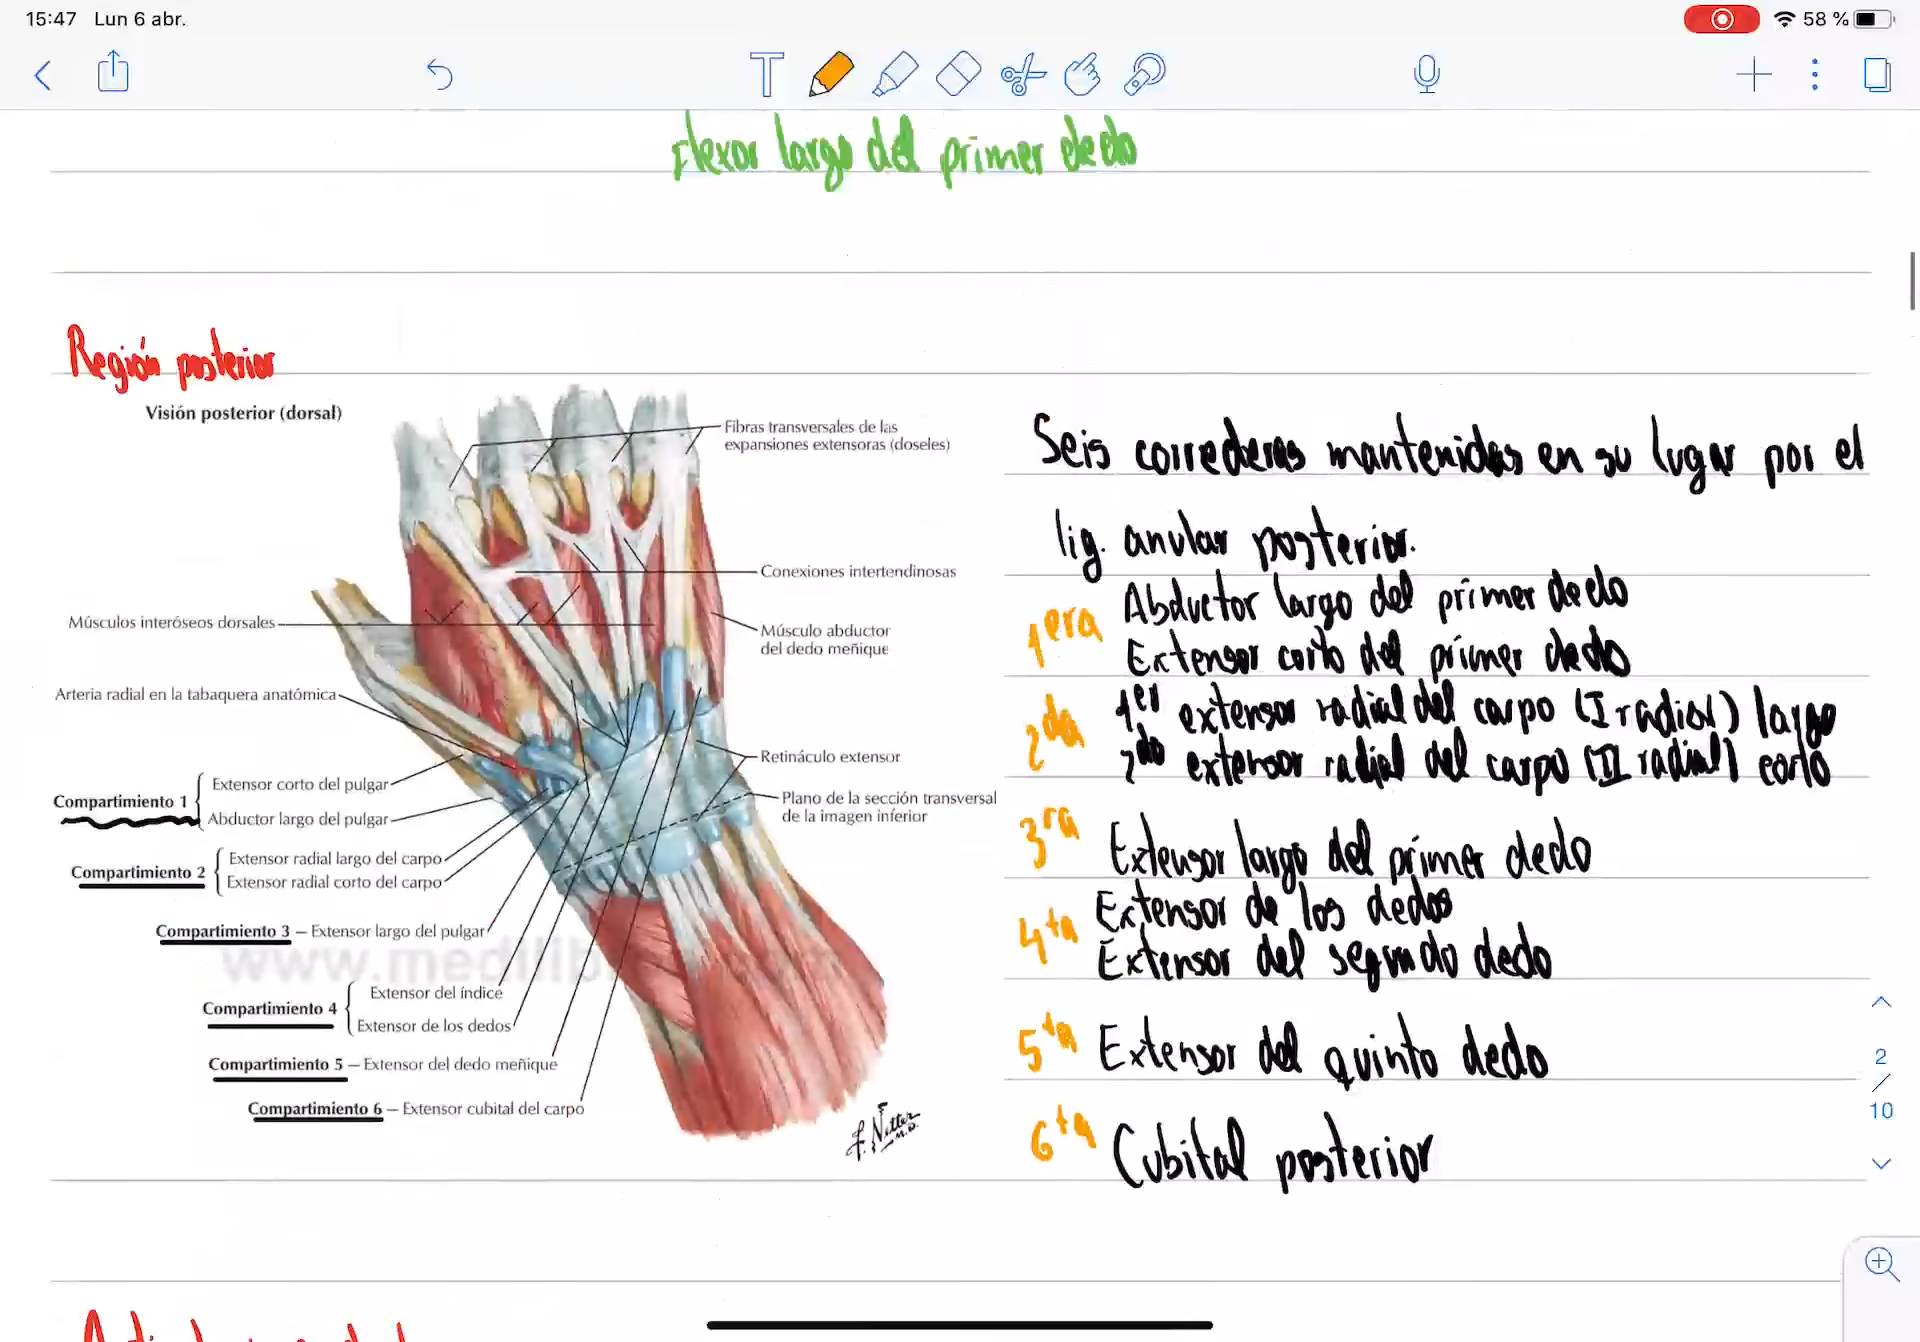 15:47 Lun 6 abr.
58 %
Flexor largo del primer dedo
Región posterior
Visión posterior (dorsal)
Fibras transversales de las
expansiones extensoras (doseles)
Conexiones intertendinosas
Músculos interóseos dorsales
Músculo abductor
del dedo meñique
Arteria radial en la tabaquera anatómica
Retináculo extensor
Plano de la sección transversal
de la imagen inferior
Compartimiento 1
Extensor corto del pulgar
Abductor largo del pulgar
Compartimiento 2
Extensor radial largo del carpo
Extensor radial corto del carpo
Compartimiento 3 – Extensor largo del pulgar
Compartimiento 4
Extensor del índice
Extensor de los dedos
Compartimiento 5 – Extensor del dedo meñique
Compartimiento 6 – Extensor cubital del carpo
F. Netter
M.D.
Seis correderas mantenidas en su lugar por el
lig. anular posterior.
1era Abductor largo del primer dedo
Extensor corto del primer dedo
2da 1er extensor radial del carpo (I radial) largo
2do extensor radial del carpo (II radial) corto
3ra Extensor largo del primer dedo
4ta Extensor de los dedos
Extensor del segundo dedo
5ta Extensor del quinto dedo
6ta Cubital posterior
2
/
10